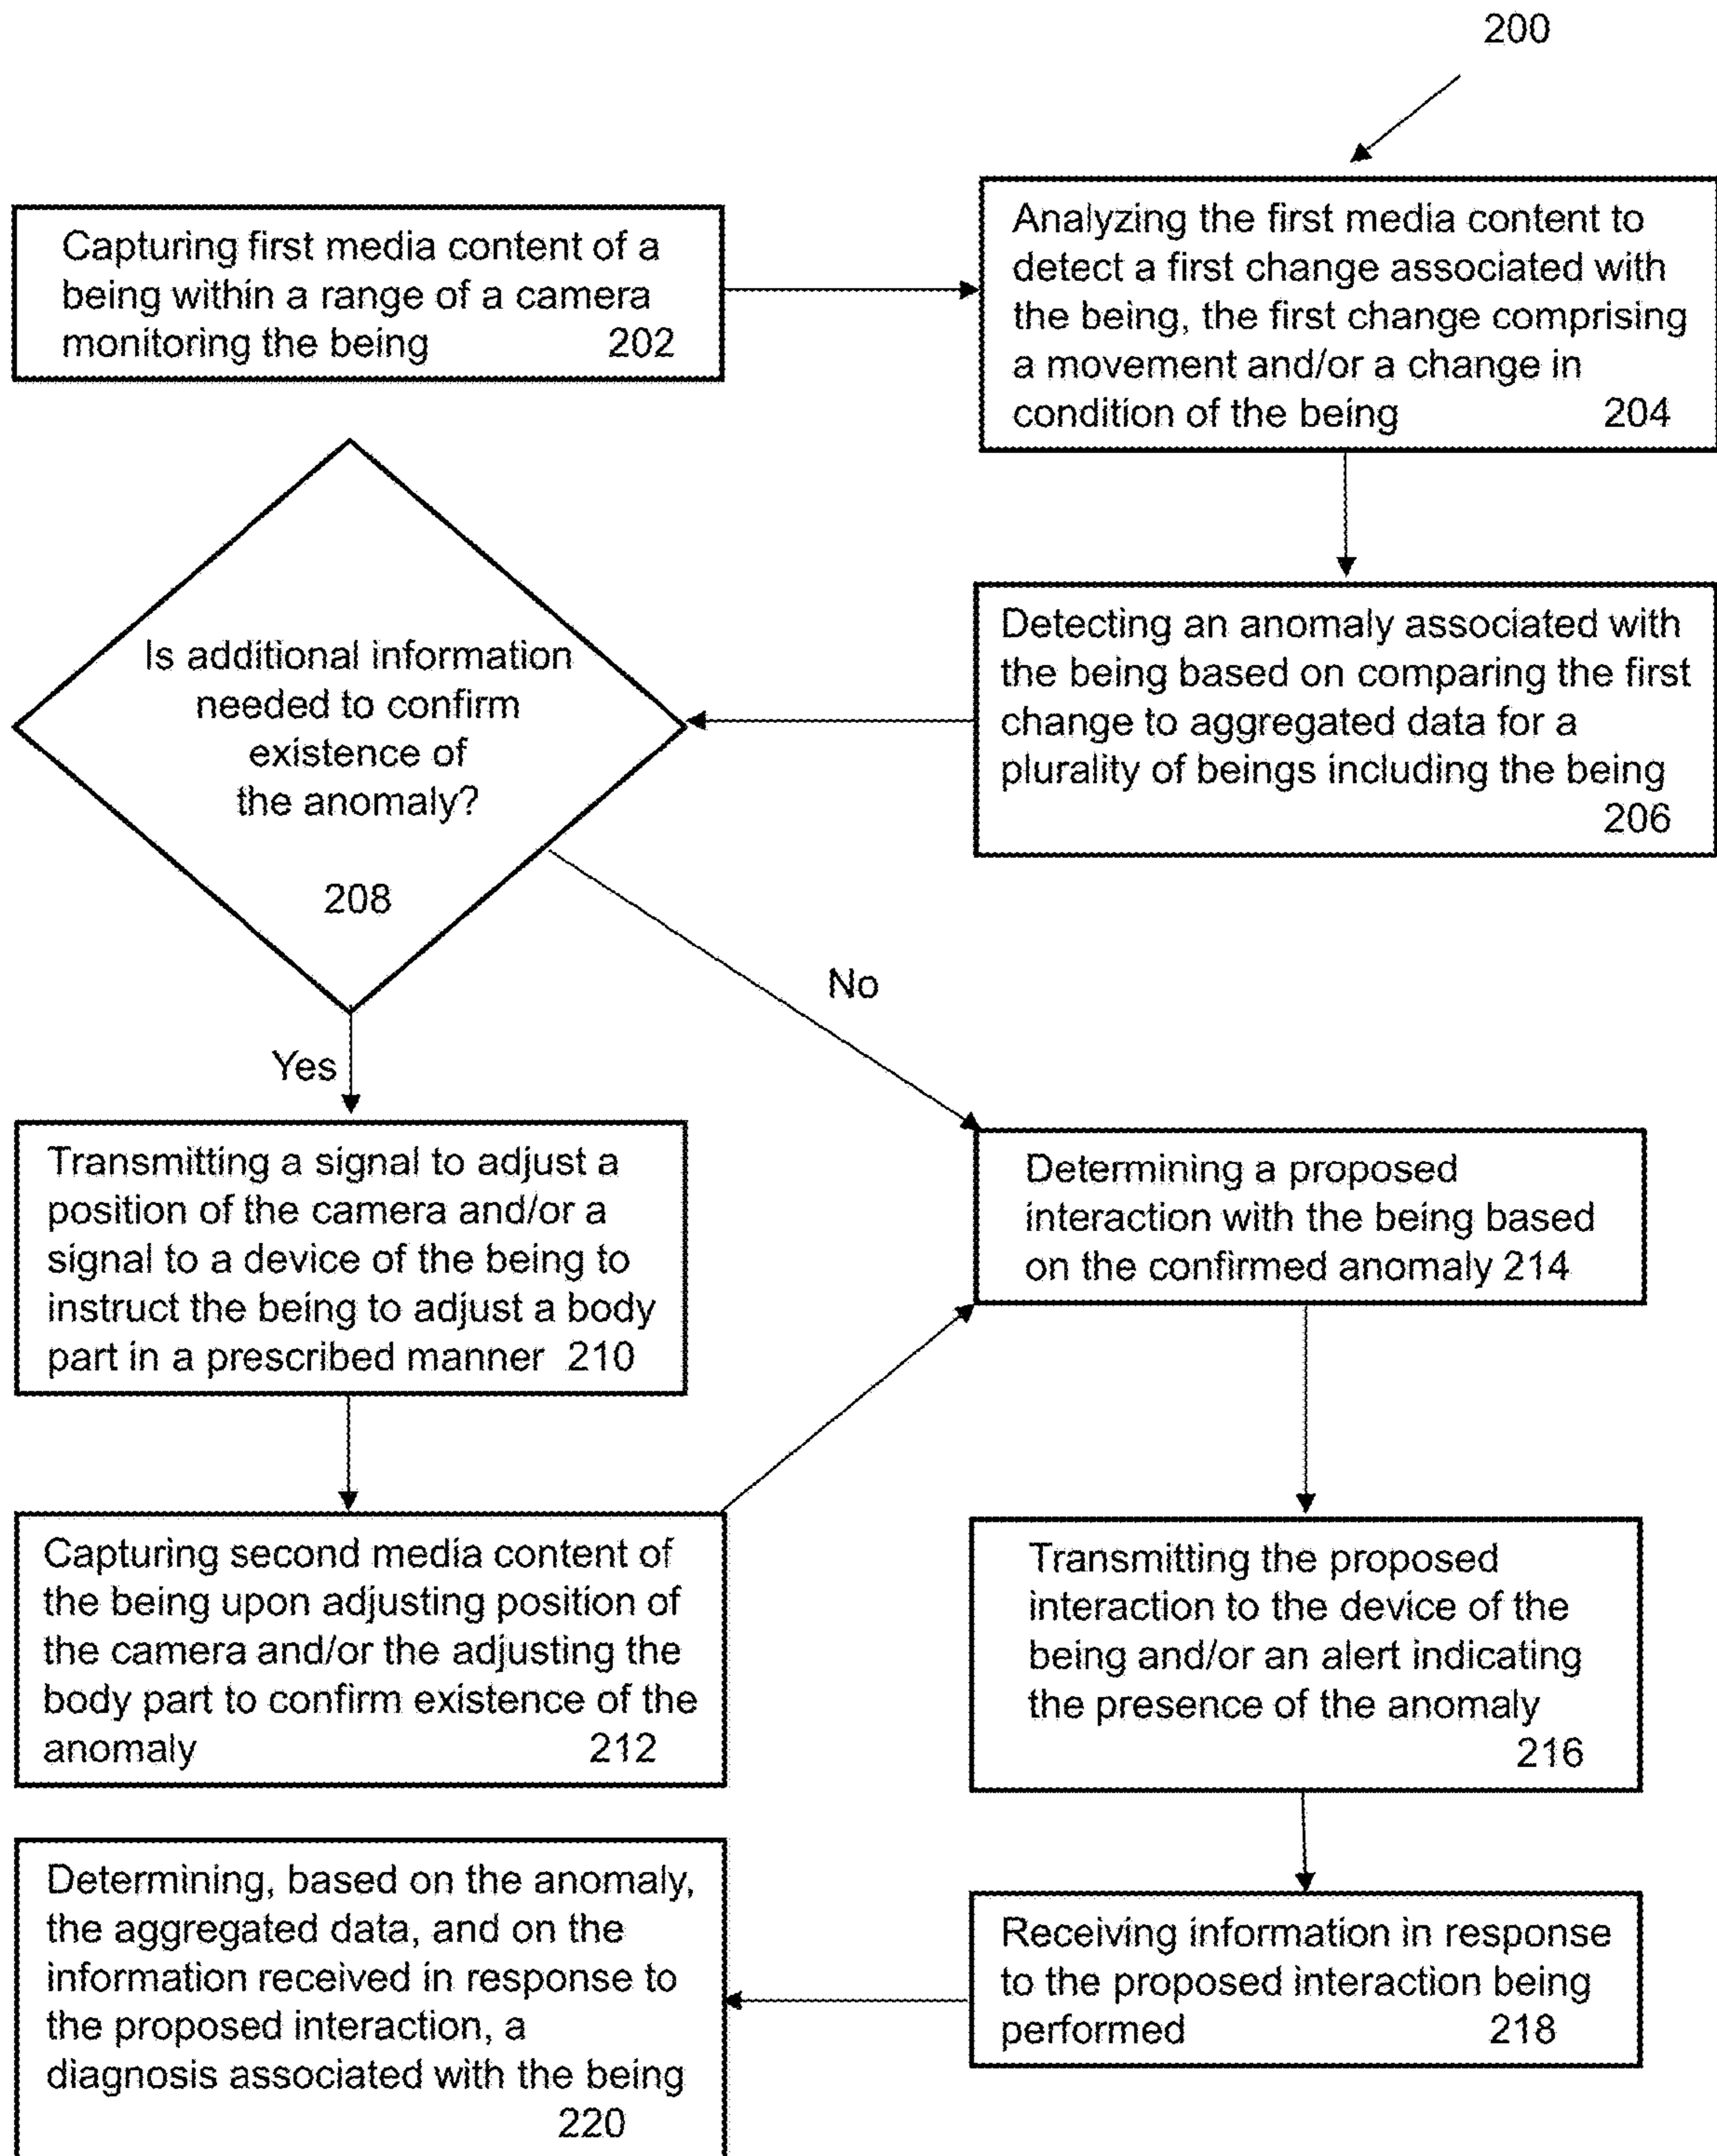 200
Capturing first media content of a
being within a range of a camera
monitoring the being 202
Analyzing the first media content to
detect a first change associated with
the being, the first change comprising
a movement and/or a change in
condition of the being 204
Detecting an anomaly associated with
the being based on comparing the first
change to aggregated data for a
plurality of beings including the being
206
Is additional information
needed to confirm
existence of
the anomaly?
208
No
Yes
Transmitting a signal to adjust a
position of the camera and/or a
signal to a device of the being to
instruct the being to adjust a body
part in a prescribed manner 210
Capturing second media content of
the being upon adjusting position of
the camera and/or the adjusting the
body part to confirm existence of the
anomaly 212
Determining a proposed
interaction with the being based
on the confirmed anomaly 214
Transmitting the proposed
interaction to the device of the
being and/or an alert indicating
the presence of the anomaly
216
Receiving information in response
to the proposed interaction being
performed 218
Determining, based on the anomaly,
the aggregated data, and on the
information received in response to
the proposed interaction, a
diagnosis associated with the being
220